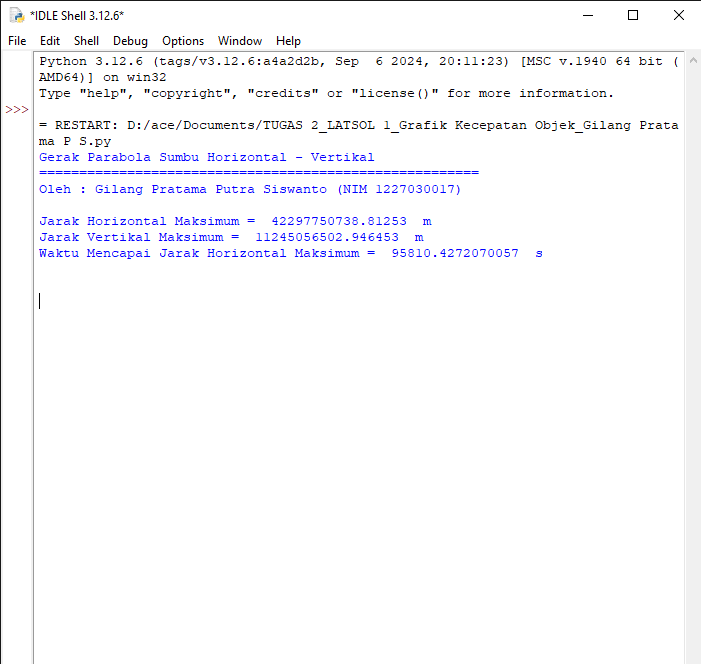 *IDLE Shell 3.12.6*
File Edit Shell Debug Options Window Help
Python 3.12.6 (tags/v3.12.6:a4a2d2b, Sep  6 2024, 20:11:23) [MSC v.1940 64 bit (
AMD64)] on win32
Type "help", "copyright", "credits" or "license()" for more information.
>>>
= RESTART: D:/ace/Documents/TUGAS 2_LATSOL 1_Grafik Kecepatan Objek_Gilang Prata
ma P S.py
Gerak Parabola Sumbu Horizontal - Vertikal
=======================================================
Oleh : Gilang Pratama Putra Siswanto (NIM 1227030017)
Jarak Horizontal Maksimum =  42297750738.81253  m
Jarak Vertikal Maksimum =  11245056502.946453  m
Waktu Mencapai Jarak Horizontal Maksimum =  95810.4272070057  s